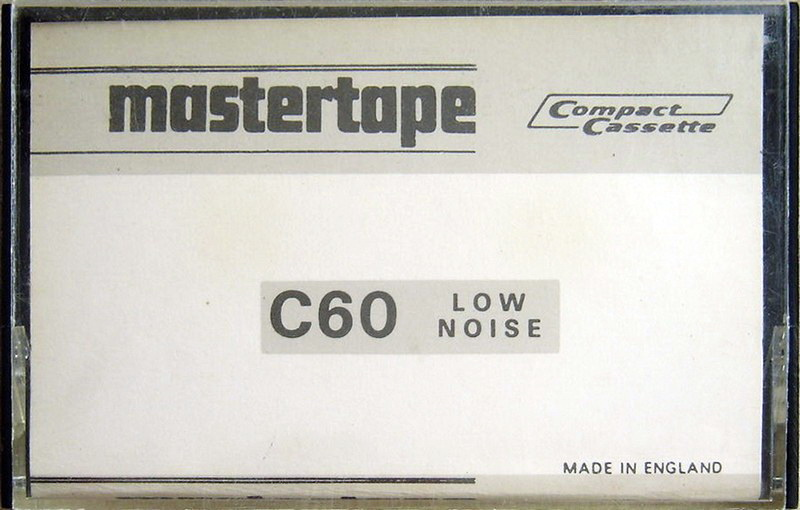 mastertape
Compact
Cassette
C60
LOW
NOISE
MADE IN ENGLAND